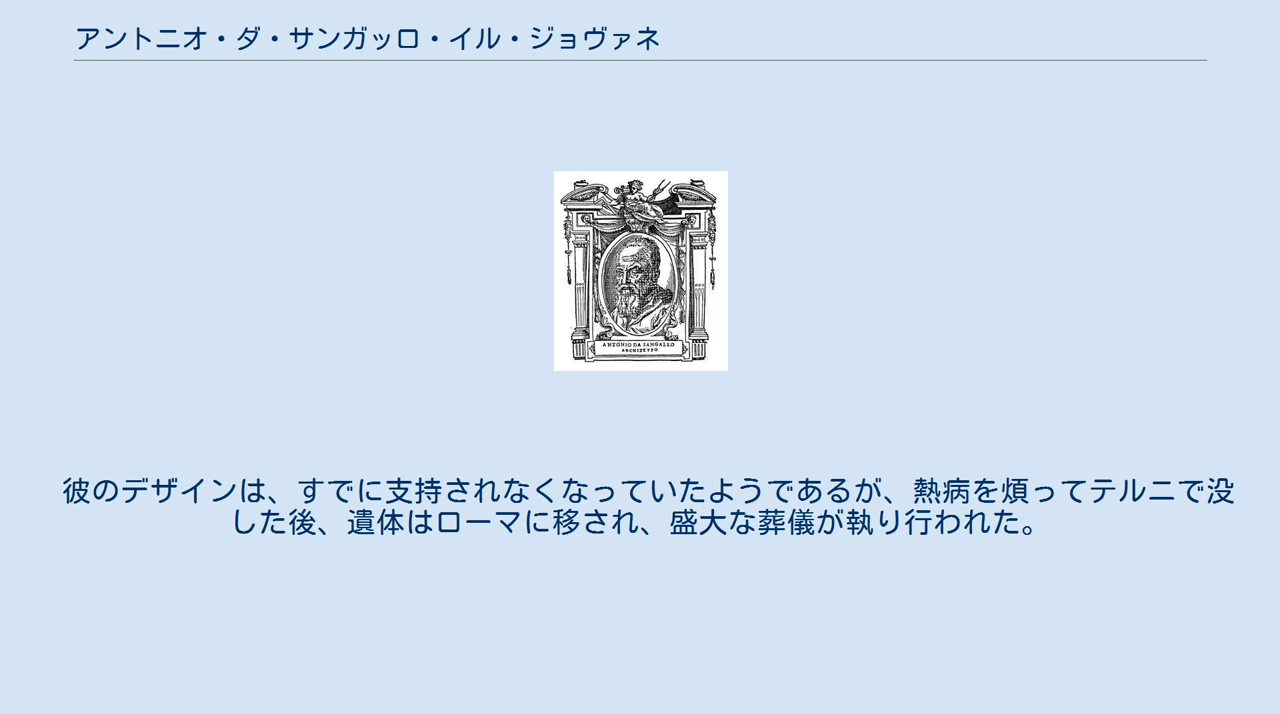 アントニオ・ダ・サンガッロ・イル・ジョヴァネ
ANTONIO DA SANGALLO
ARCHITETTO
彼のデザインは、すでに支持されなくなっていたようであるが、熱病を煩ってテルニで没
した後、遺体はローマに移され、盛大な葬儀が執り行われた。